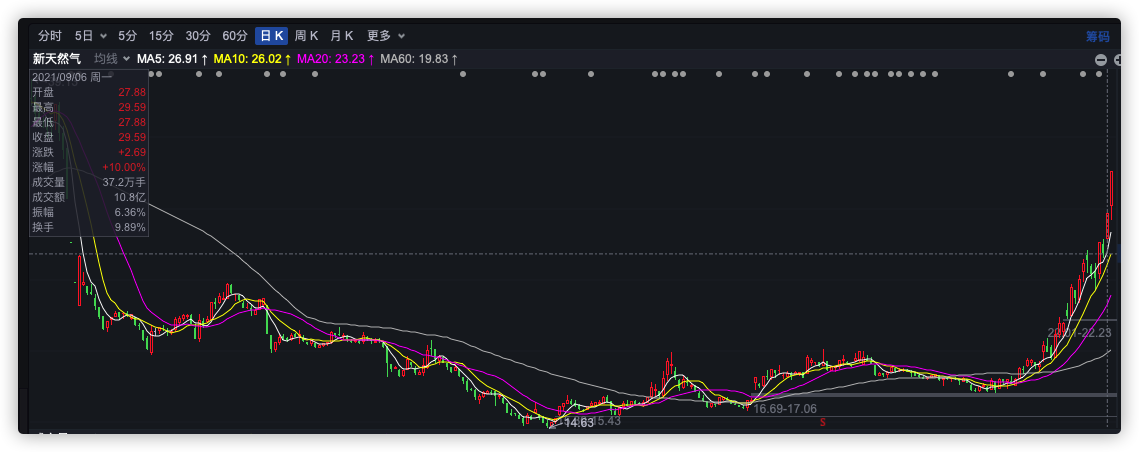 分时 5日 5分 15分 30分 60分 日 K 周 K 月 K 更多 筹码
新天然气 均线 MA5: 26.91↑ MA10: 26.02↑ MA20: 23.23↑ MA60: 19.83↑
2021/09/06 周一
开盘 27.88
最高 29.59
最低 27.88
收盘 29.59
涨跌 +2.69
涨幅 +10.00%
成交量 37.2万手
成交额 10.8亿
振幅 6.36%
换手 9.89%
-22.23
16.69-17.06
14.63 15.43
S